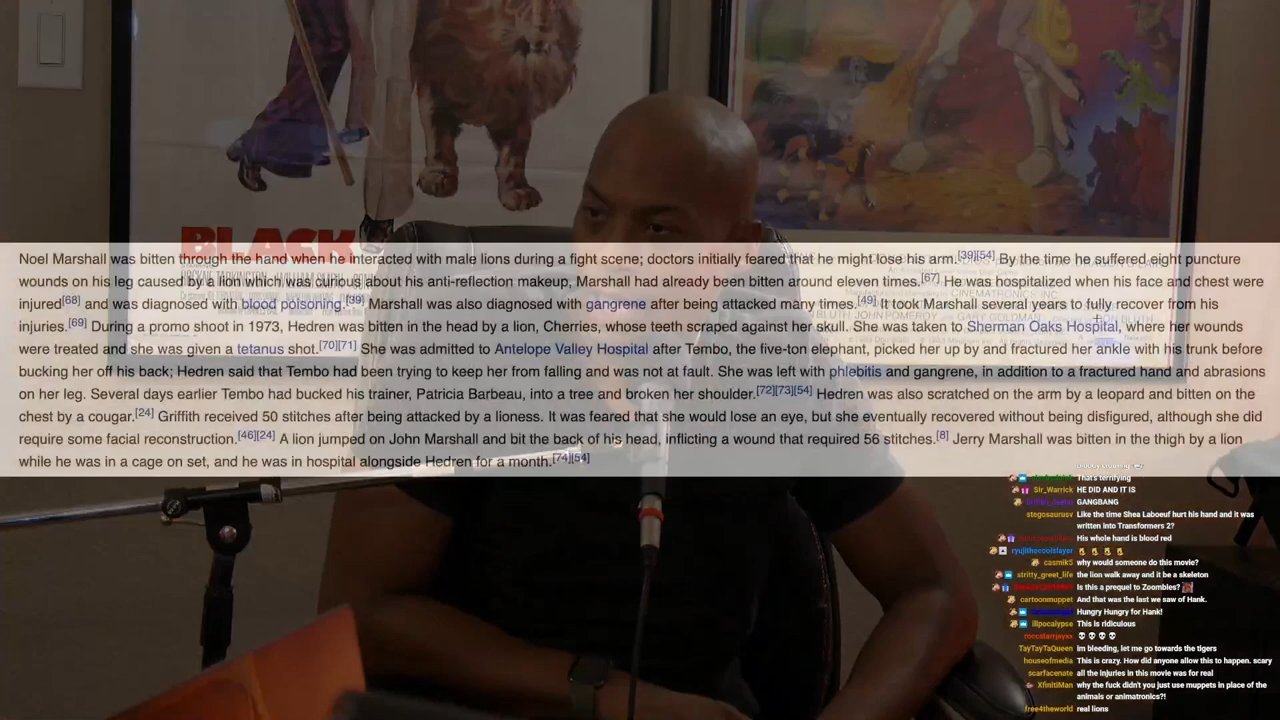 BLACK
Noel Marshall was bitten through the hand when he interacted with male lions during a fight scene; doctors initially feared that he might lose his arm.[39][54] By the time he suffered eight puncture
wounds on his leg caused by a lion which was curious about his anti-reflection makeup, Marshall had already been bitten around eleven times.[67] He was hospitalized when his face and chest were
injured[68] and was diagnosed with blood poisoning.[39] Marshall was also diagnosed with gangrene after being attacked many times.[49] It took Marshall several years to fully recover from his
injuries.[69] During a promo shoot in 1973, Hedren was bitten in the head by a lion, Cherries, whose teeth scraped against her skull. She was taken to Sherman Oaks Hospital, where her wounds
were treated and she was given a tetanus shot.[70][71] She was admitted to Antelope Valley Hospital after Tembo, the five-ton elephant, picked her up by and fractured her ankle with his trunk before
bucking her off his back; Hedren said that Tembo had been trying to keep her from falling and was not at fault. She was left with phlebitis and gangrene, in addition to a fractured hand and abrasions
on her leg. Several days earlier Tembo had bucked his trainer, Patricia Barbeau, into a tree and broken her shoulder.[72][73][54] Hedren was also scratched on the arm by a leopard and bitten on the
chest by a cougar.[24] Griffith received 50 stitches after being attacked by a lioness. It was feared that she would lose an eye, but she eventually recovered without being disfigured, although she did
require some facial reconstruction.[46][24] A lion jumped on John Marshall and bit the back of his head, inflicting a wound that required 56 stitches.[8] Jerry Marshall was bitten in the thigh by a lion
while he was in a cage on set, and he was in hospital alongside Hedren for a month.[74][54]
That's terrifying
Sir_Warrick HE DID AND IT IS
GANGBANG
stegosaurusv Like the time Shea Laboeuf hurt his hand and it was
written into Transformers 2?
His whole hand is blood red
ryujithecoolslayer
casmik5 why would someone do this movie?
stritty_greet_life the lion walk away and it be a skeleton
Is this a prequel to Zoombles?
cartoonmuppet And that was the last we saw of Hank.
Hungry Hungry for Hank!
illpocalypse This is ridiculous
mccstarrjayxx
TayTayTaQueen Im bleeding, let me go towards the tigers
houseofmedia This is crazy. How did anyone allow this to happen. scary
scarfacenate all the injuries in this movie was for real
XfinitiMan why the fuck didn't you just use muppets in place of the
animals or animatronics?!
free4theworld real lions